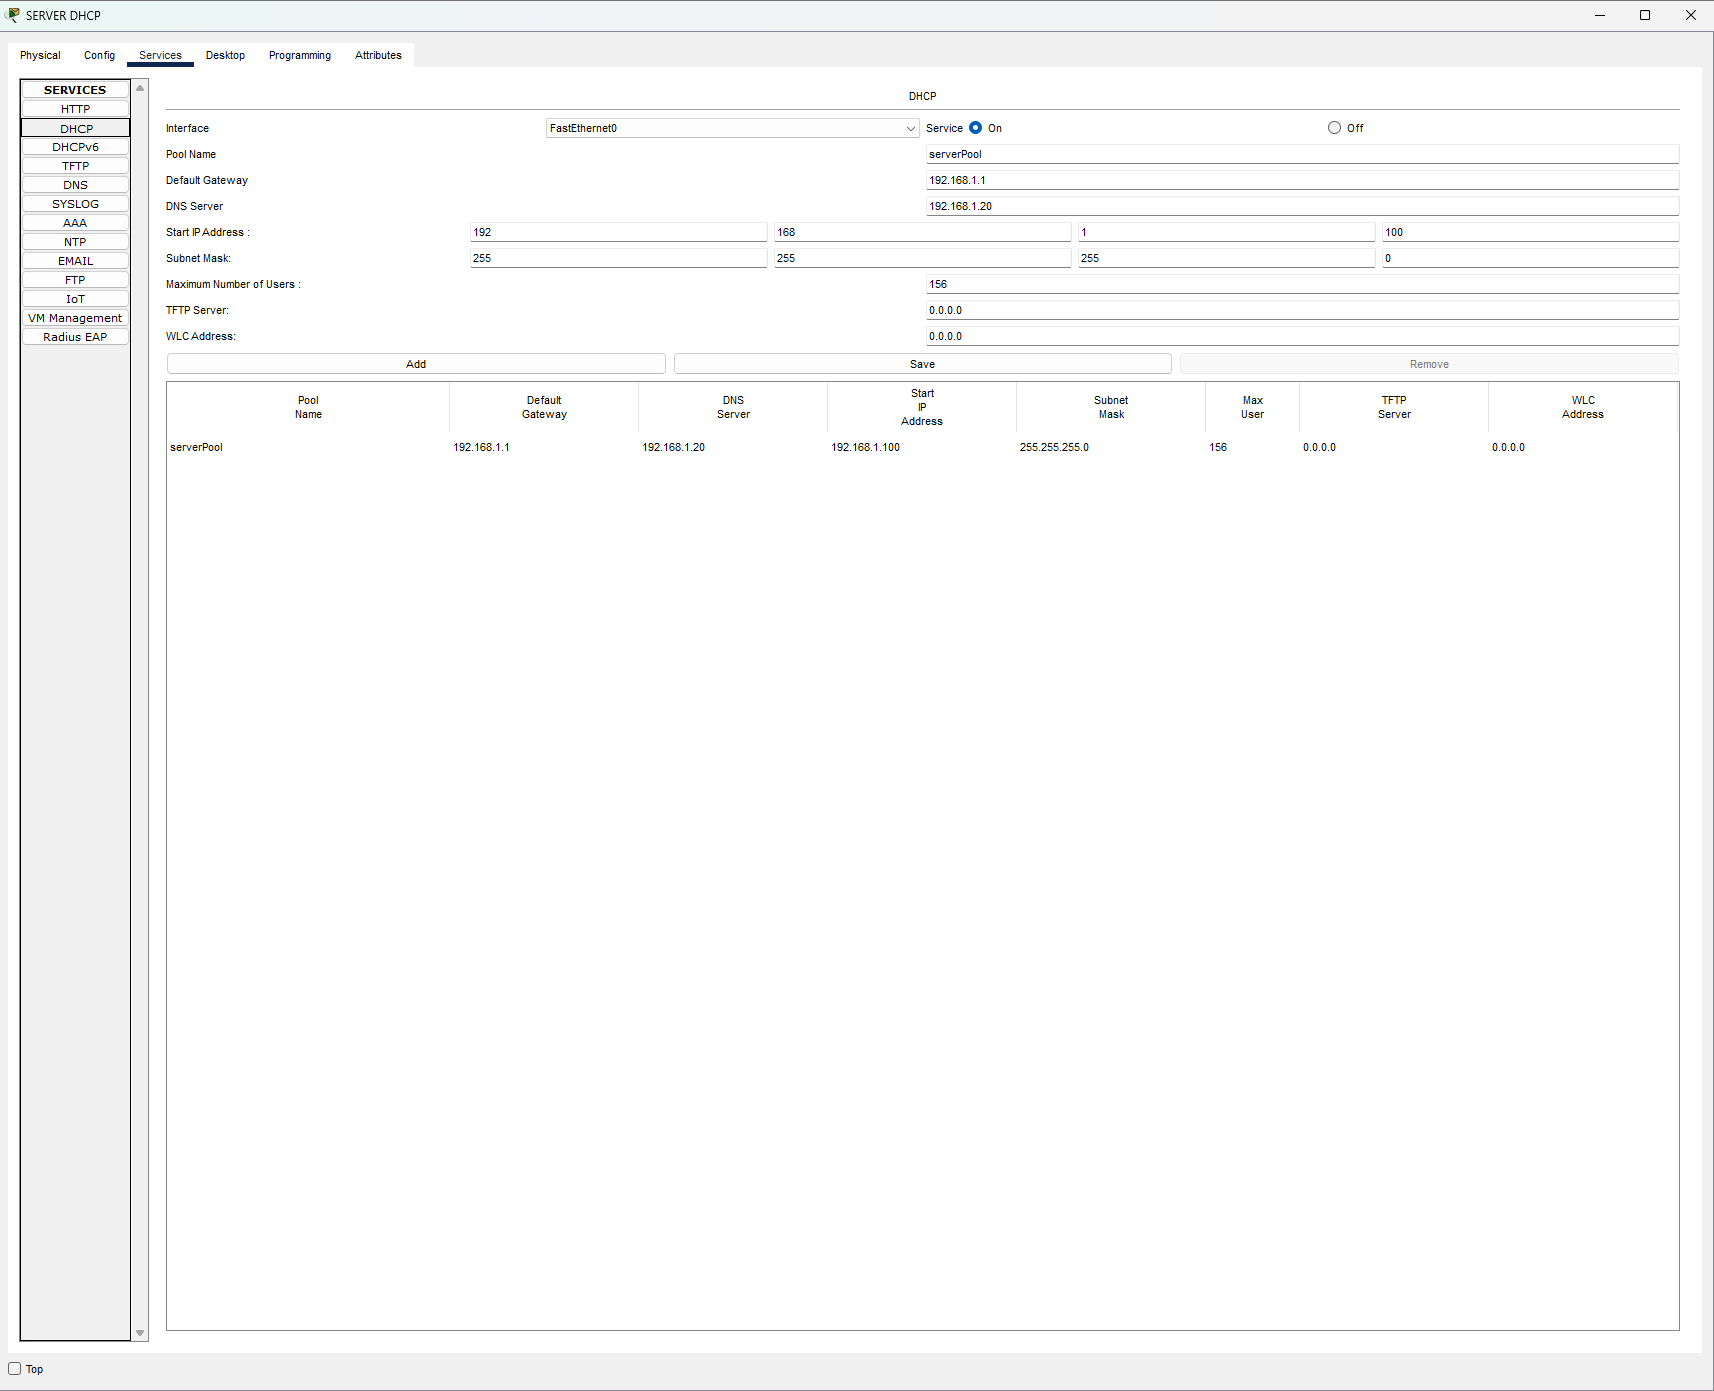 SERVER DHCP
Physical Config Services Desktop Programming Attributes
SERVICES
HTTP
DHCP
DHCPv6
TFTP
DNS
SYSLOG
AAA
NTP
EMAIL
FTP
IoT
VM Management
Radius EAP
DHCP
Interface FastEthernet0 Service On Off
Pool Name serverPool
Default Gateway 192.168.1.1
DNS Server 192.168.1.20
Start IP Address : 192 168 1 100
Subnet Mask: 255 255 255 0
Maximum Number of Users : 156
TFTP Server: 0.0.0.0
WLC Address: 0.0.0.0
Add Save Remove
Pool Name Default Gateway DNS Server Start IP Address Subnet Mask Max User TFTP Server WLC Address
serverPool 192.168.1.1 192.168.1.20 192.168.1.100 255.255.255.0 156 0.0.0.0 0.0.0.0
Top